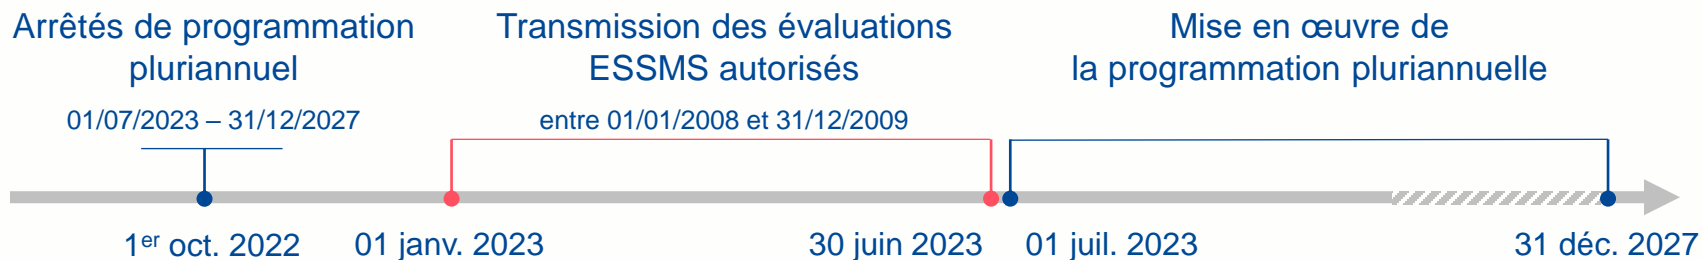 Arrêtés de programmation
pluriannuel
01/07/2023 – 31/12/2027
Transmission des évaluations
ESSMS autorisés
entre 01/01/2008 et 31/12/2009
Mise en œuvre de
la programmation pluriannuelle
1er oct. 2022
01 janv. 2023
30 juin 2023
01 juil. 2023
31 déc. 2027